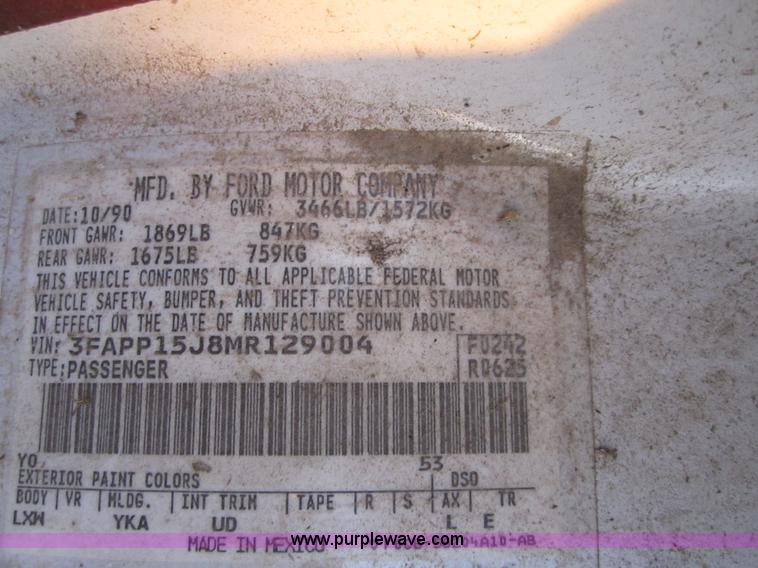 MFD. BY FORD MOTOR COMPANY
DATE: 10/90 GVWR: 3466LB/1572KG
FRONT GAWR: 1869LB 847KG
REAR GAWR: 1675LB 759KG
THIS VEHICLE CONFORMS TO ALL APPLICABLE FEDERAL MOTOR
VEHICLE SAFETY, BUMPER, AND THEFT PREVENTION STANDARDS
IN EFFECT ON THE DATE OF MANUFACTURE SHOWN ABOVE.
VIN: 3FAPP15J8MR129004 F0242
TYPE: PASSENGER R0625
YO 53
EXTERIOR PAINT COLORS DSO
BODY VR MLDG. INT TRIM TAPE R S AX TR
LXW YKA UD L E
MADE IN MEXICO
www.purplewave.com